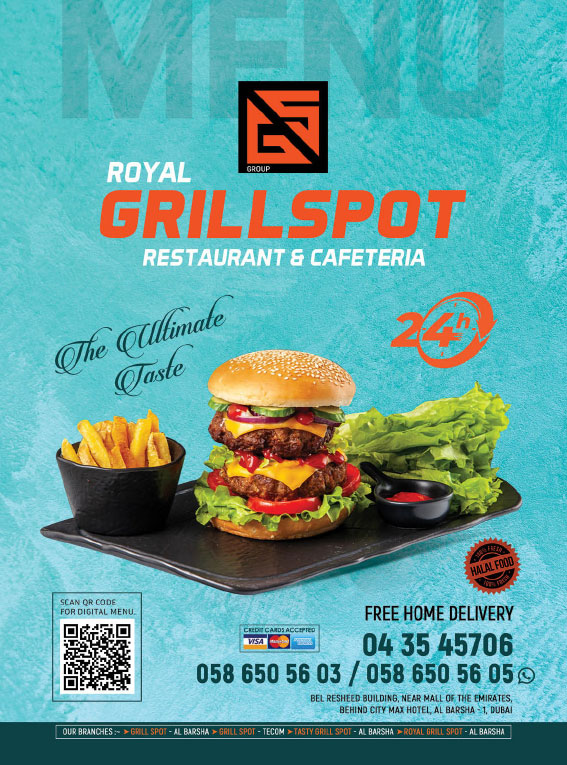 MENU
GS
GROUP
ROYAL
GRILLSPOT
RESTAURANT & CAFETERIA
The Ultimate
Taste
24h
100% FRESH
HALAL FOOD
SCAN QR CODE
FOR DIGITAL MENU.
CREDIT CARDS ACCEPTED
VISA
FREE HOME DELIVERY
04 35 45706
058 650 56 03 / 058 650 56 05
BEL RESHEED BUILDING, NEAR MALL OF THE EMIRATES,
BEHIND CITY MAX HOTEL, AL BARSHA - 1, DUBAI
OUR BRANCHES :~ ➤ GRILL SPOT - AL BARSHA ➤ GRILL SPOT - TECOM ➤ TASTY GRILL SPOT - AL BARSHA ➤ ROYAL GRILL SPOT - AL BARSHA